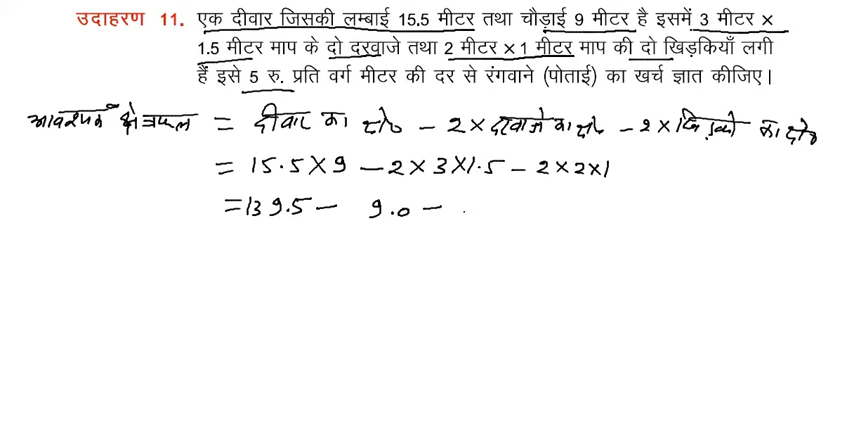 उदाहरण 11. एक दीवार जिसकी लम्बाई 15.5 मीटर तथा चौड़ाई 9 मीटर है इसमें 3 मीटर ×
1.5 मीटर माप के दो दरवाजे तथा 2 मीटर × 1 मीटर माप की दो खिड़कियाँ लगी
हैं इसे 5 रु. प्रति वर्ग मीटर की दर से रंगवाने (पोताई) का खर्च ज्ञात कीजिए।
आवश्यक क्षेत्रफल = दीवार का क्षे० – 2 × दरवाजे का क्षे० – 2 × खिड़की का क्षे०
= 15.5 × 9 – 2 × 3 × 1.5 – 2 × 2 × 1
= 139.5 – 9.0 –